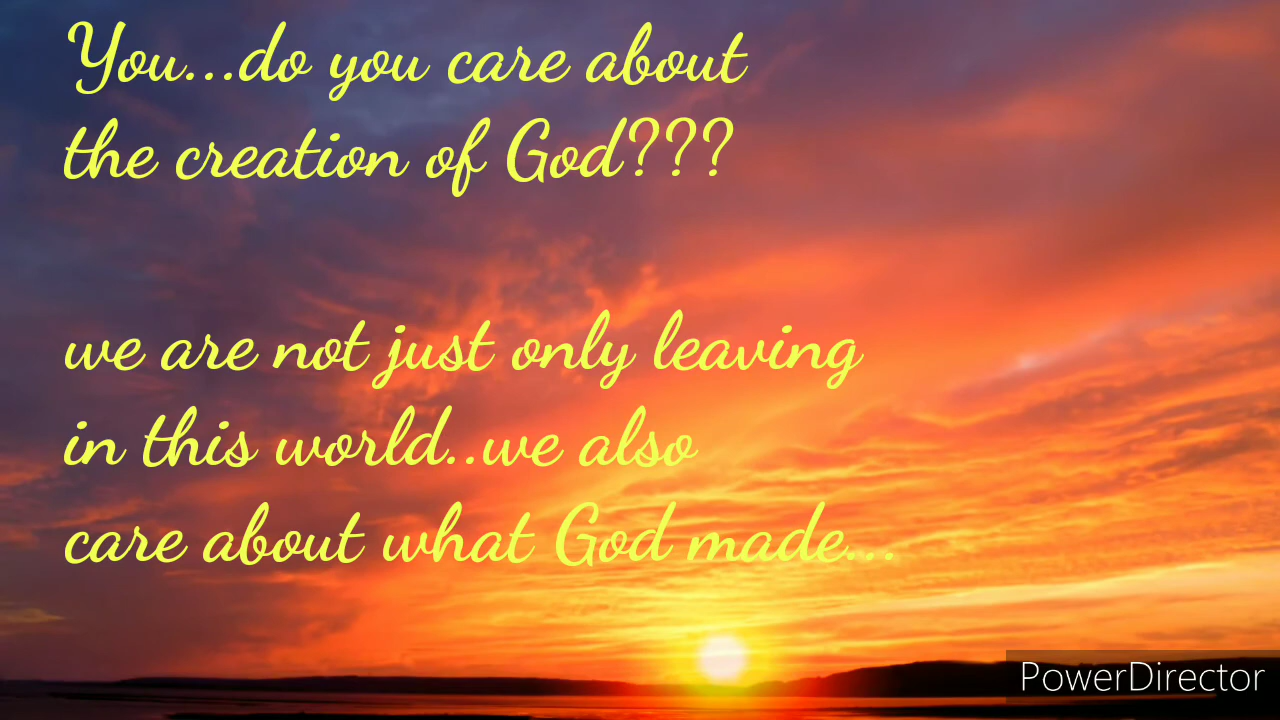 You...do you care about
the creation of God???
we are not just only leaving
in this world..we also
care about what God made...
PowerDirector